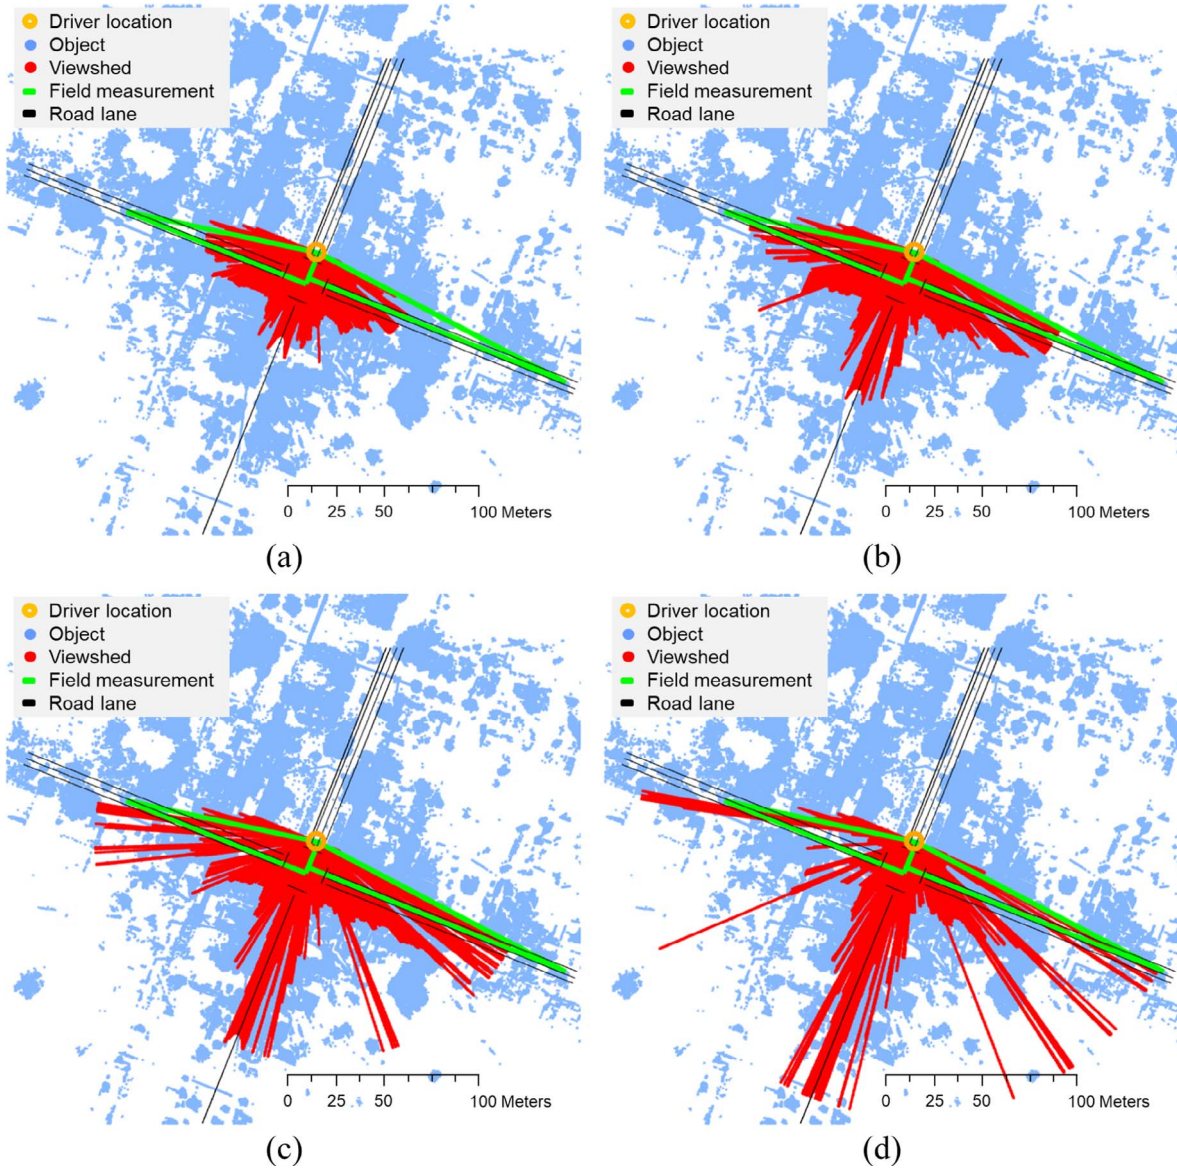 Driver location
Object
Viewshed
Field measurement
Road lane
0 25 50 100 Meters
(a)
Driver location
Object
Viewshed
Field measurement
Road lane
0 25 50 100 Meters
(b)
Driver location
Object
Viewshed
Field measurement
Road lane
0 25 50 100 Meters
(c)
Driver location
Object
Viewshed
Field measurement
Road lane
0 25 50 100 Meters
(d)